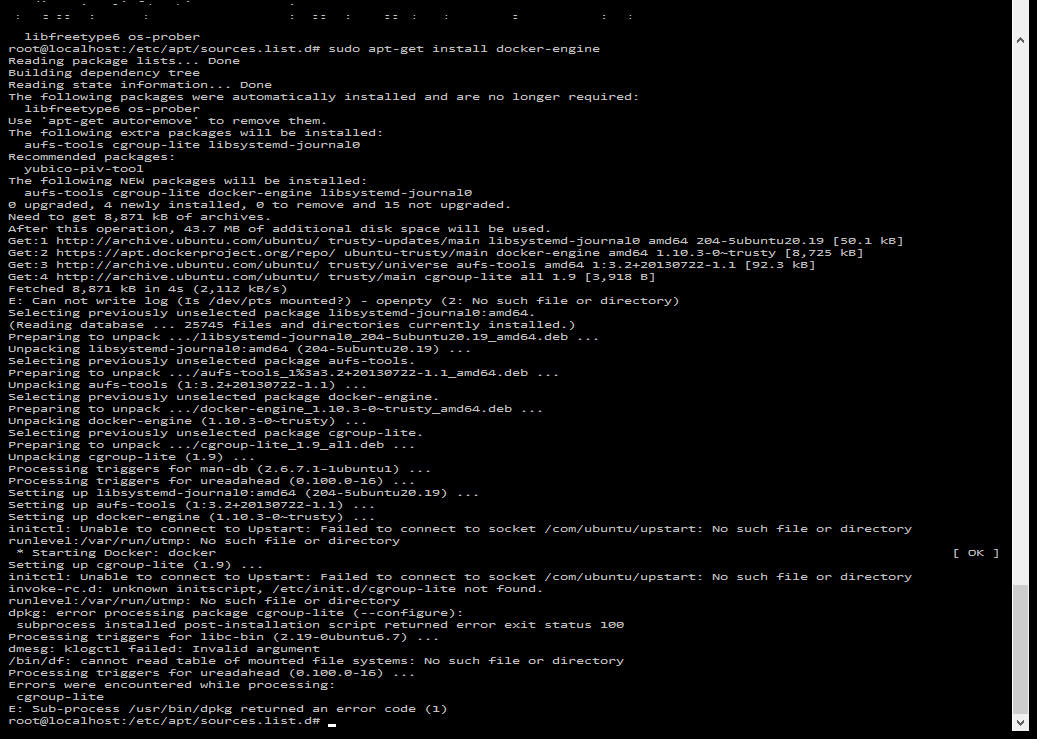 libfreetype6 os-prober
root@localhost:/etc/apt/sources.list.d# sudo apt-get install docker-engine
Reading package lists... Done
Building dependency tree
Reading state information... Done
The following packages were automatically installed and are no longer required:
  libfreetype6 os-prober
Use 'apt-get autoremove' to remove them.
The following extra packages will be installed:
  aufs-tools cgroup-lite libsystemd-journal0
Recommended packages:
  yubico-piv-tool
The following NEW packages will be installed:
  aufs-tools cgroup-lite docker-engine libsystemd-journal0
0 upgraded, 4 newly installed, 0 to remove and 15 not upgraded.
Need to get 8,871 kB of archives.
After this operation, 43.7 MB of additional disk space will be used.
Get:1 http://archive.ubuntu.com/ubuntu/ trusty-updates/main libsystemd-journal0 amd64 204-5ubuntu20.19 [50.1 kB]
Get:2 https://apt.dockerproject.org/repo/ ubuntu-trusty/main docker-engine amd64 1.10.3-0~trusty [8,725 kB]
Get:3 http://archive.ubuntu.com/ubuntu/ trusty/universe aufs-tools amd64 1:3.2+20130722-1.1 [92.3 kB]
Get:4 http://archive.ubuntu.com/ubuntu/ trusty/main cgroup-lite all 1.9 [3,918 B]
Fetched 8,871 kB in 4s (2,112 kB/s)
E: Can not write log (Is /dev/pts mounted?) - openpty (2: No such file or directory)
Selecting previously unselected package libsystemd-journal0:amd64.
(Reading database ... 25745 files and directories currently installed.)
Preparing to unpack .../libsystemd-journal0_204-5ubuntu20.19_amd64.deb ...
Unpacking libsystemd-journal0:amd64 (204-5ubuntu20.19) ...
Selecting previously unselected package aufs-tools.
Preparing to unpack .../aufs-tools_1%3a3.2+20130722-1.1_amd64.deb ...
Unpacking aufs-tools (1:3.2+20130722-1.1) ...
Selecting previously unselected package docker-engine.
Preparing to unpack .../docker-engine_1.10.3-0~trusty_amd64.deb ...
Unpacking docker-engine (1.10.3-0~trusty) ...
Selecting previously unselected package cgroup-lite.
Preparing to unpack .../cgroup-lite_1.9_all.deb ...
Unpacking cgroup-lite (1.9) ...
Processing triggers for man-db (2.6.7.1-1ubuntu1) ...
Processing triggers for ureadahead (0.100.0-16) ...
Setting up libsystemd-journal0:amd64 (204-5ubuntu20.19) ...
Setting up aufs-tools (1:3.2+20130722-1.1) ...
Setting up docker-engine (1.10.3-0~trusty) ...
initctl: Unable to connect to Upstart: Failed to connect to socket /com/ubuntu/upstart: No such file or directory
runlevel:/var/run/utmp: No such file or directory
 * Starting Docker: docker [ OK ]
Setting up cgroup-lite (1.9) ...
initctl: Unable to connect to Upstart: Failed to connect to socket /com/ubuntu/upstart: No such file or directory
invoke-rc.d: unknown initscript, /etc/init.d/cgroup-lite not found.
runlevel:/var/run/utmp: No such file or directory
dpkg: error processing package cgroup-lite (--configure):
 subprocess installed post-installation script returned error exit status 100
Processing triggers for libc-bin (2.19-0ubuntu6.7) ...
dmesg: klogctl failed: Invalid argument
/bin/df: cannot read table of mounted file systems: No such file or directory
Processing triggers for ureadahead (0.100.0-16) ...
Errors were encountered while processing:
 cgroup-lite
E: Sub-process /usr/bin/dpkg returned an error code (1)
root@localhost:/etc/apt/sources.list.d#